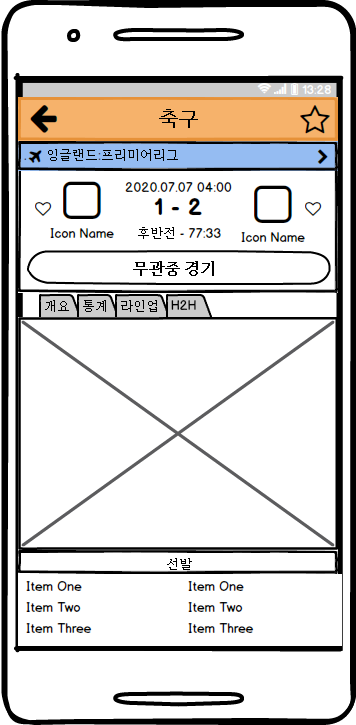 13:28
축구
잉글랜드:프리미어리그
2020.07.07 04:00
1 - 2
Icon Name
후반전 - 77:33
Icon Name
무관중 경기
개요 통계 라인업 H2H
선발
Item One Item One
Item Two Item Two
Item Three Item Three